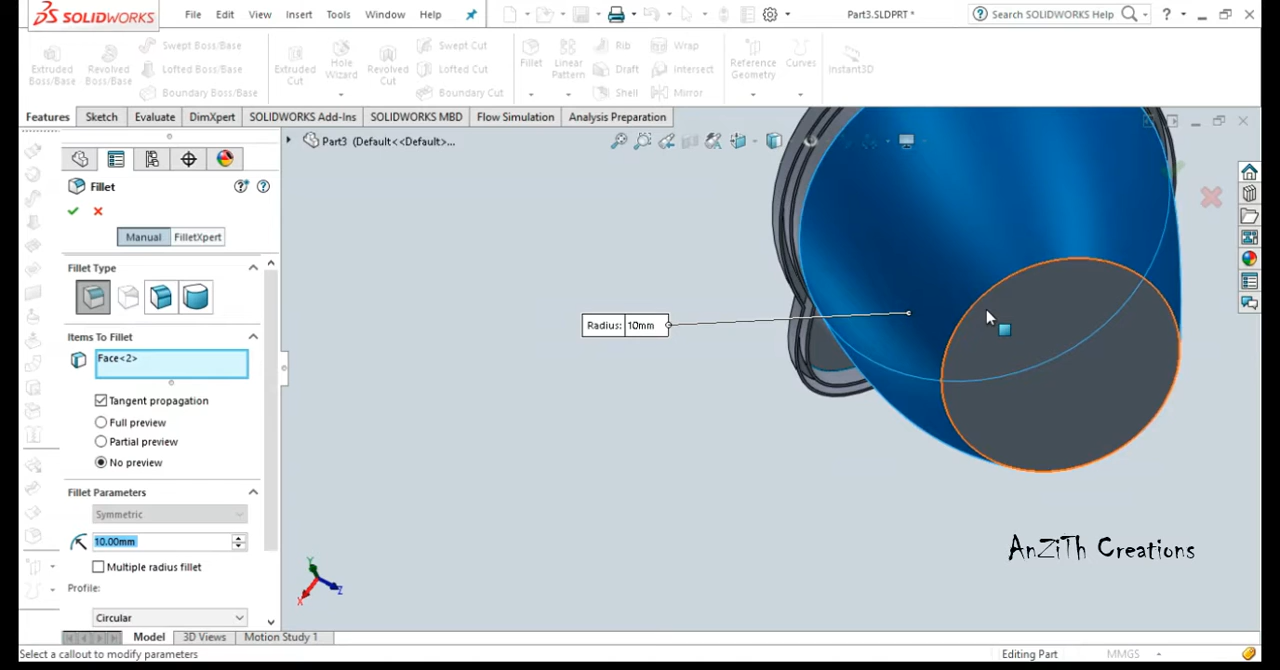 SOLIDWORKS File Edit View Insert Tools Window Help Part3.SLDPRT * Search SOLIDWORKS Help
Extruded Boss/Base Revolved Boss/Base Swept Boss/Base Lofted Boss/Base Boundary Boss/Base Extruded Cut Hole Wizard Revolved Cut Swept Cut Lofted Cut Boundary Cut Fillet Linear Pattern Rib Draft Shell Wrap Intersect Mirror Reference Geometry Curves Instant3D
Features Sketch Evaluate DimXpert SOLIDWORKS Add-Ins SOLIDWORKS MBD Flow Simulation Analysis Preparation
Part3 (Default<<Default>...
Fillet
Manual FilletXpert
Fillet Type
Items To Fillet
Face<2>
Tangent propagation
Full preview
Partial preview
No preview
Fillet Parameters
Symmetric
10.00mm
Multiple radius fillet
Profile:
Circular
Radius: 10mm
Y
X
Z
AnZiTh Creations
Model 3D Views Motion Study 1
Select a callout to modify parameters Editing Part MMGS